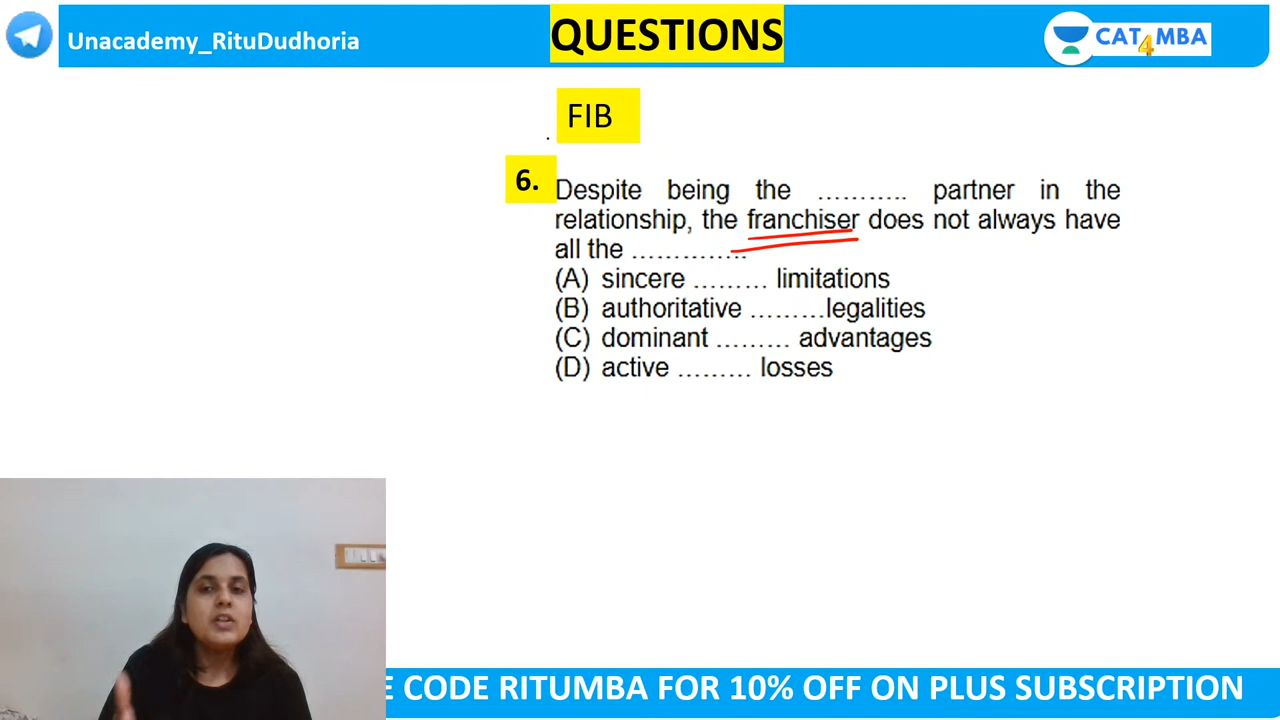 Unacademy_RituDudhoria
QUESTIONS
CAT4MBA
FIB
6.
Despite being the ……….. partner in the
relationship, the franchiser does not always have
all the …………..
(A) sincere ……… limitations
(B) authoritative ………legalities
(C) dominant ……… advantages
(D) active ……… losses
E CODE RITUMBA FOR 10% OFF ON PLUS SUBSCRIPTION